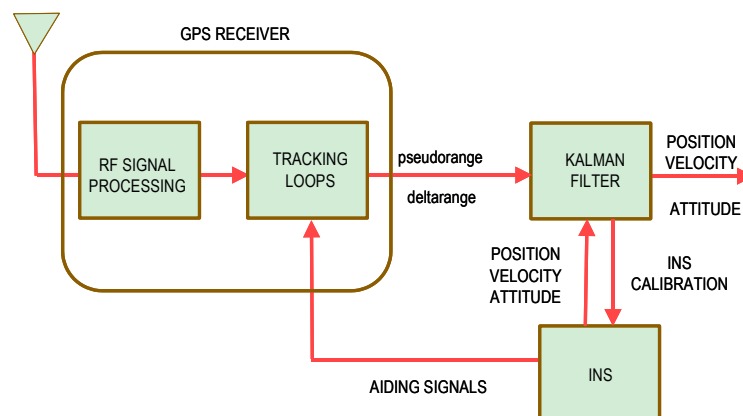 GPS RECEIVER
RF SIGNAL
PROCESSING
TRACKING
LOOPS
pseudorange
deltarange
KALMAN
FILTER
POSITION
VELOCITY
ATTITUDE
POSITION
VELOCITY
ATTITUDE
INS
CALIBRATION
AIDING SIGNALS
INS